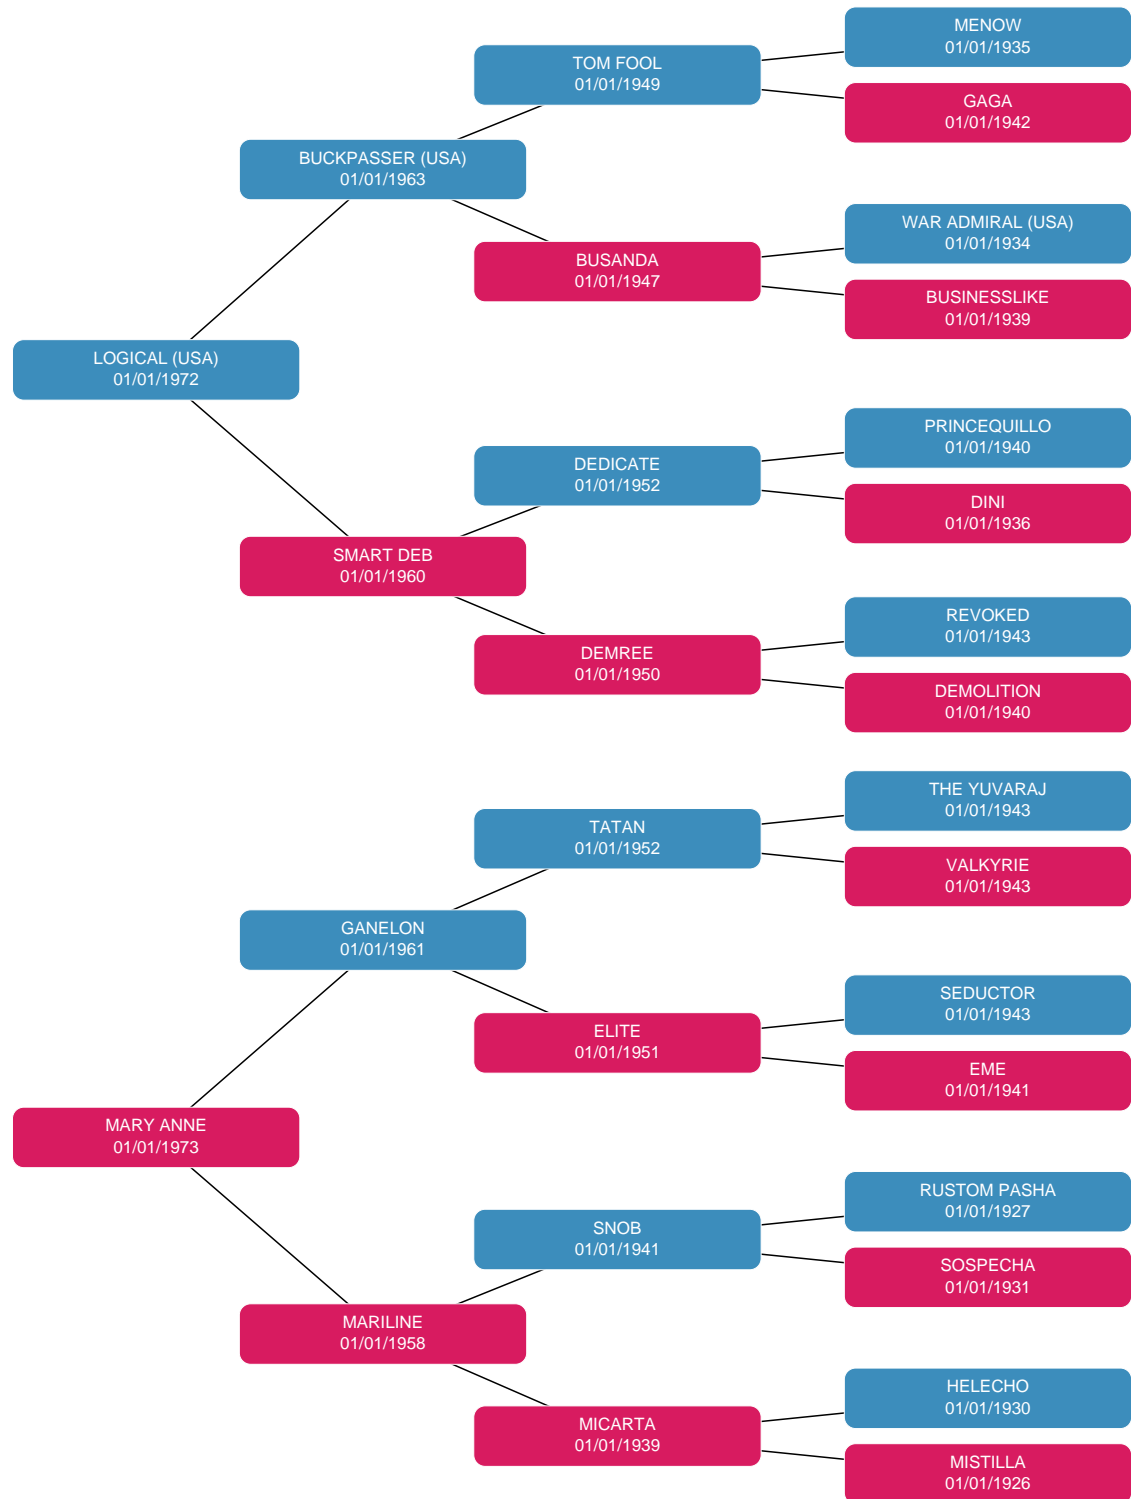 MENOW
01/01/1935
TOM FOOL
01/01/1949
GAGA
01/01/1942
BUCKPASSER (USA)
01/01/1963
WAR ADMIRAL (USA)
01/01/1934
BUSANDA
01/01/1947
BUSINESSLIKE
01/01/1939
LOGICAL (USA)
01/01/1972
PRINCEQUILLO
01/01/1940
DEDICATE
01/01/1952
DINI
01/01/1936
SMART DEB
01/01/1960
REVOKED
01/01/1943
DEMREE
01/01/1950
DEMOLITION
01/01/1940
THE YUVARAJ
01/01/1943
TATAN
01/01/1952
VALKYRIE
01/01/1943
GANELON
01/01/1961
SEDUCTOR
01/01/1943
ELITE
01/01/1951
EME
01/01/1941
MARY ANNE
01/01/1973
RUSTOM PASHA
01/01/1927
SNOB
01/01/1941
SOSPECHA
01/01/1931
MARILINE
01/01/1958
HELECHO
01/01/1930
MICARTA
01/01/1939
MISTILLA
01/01/1926